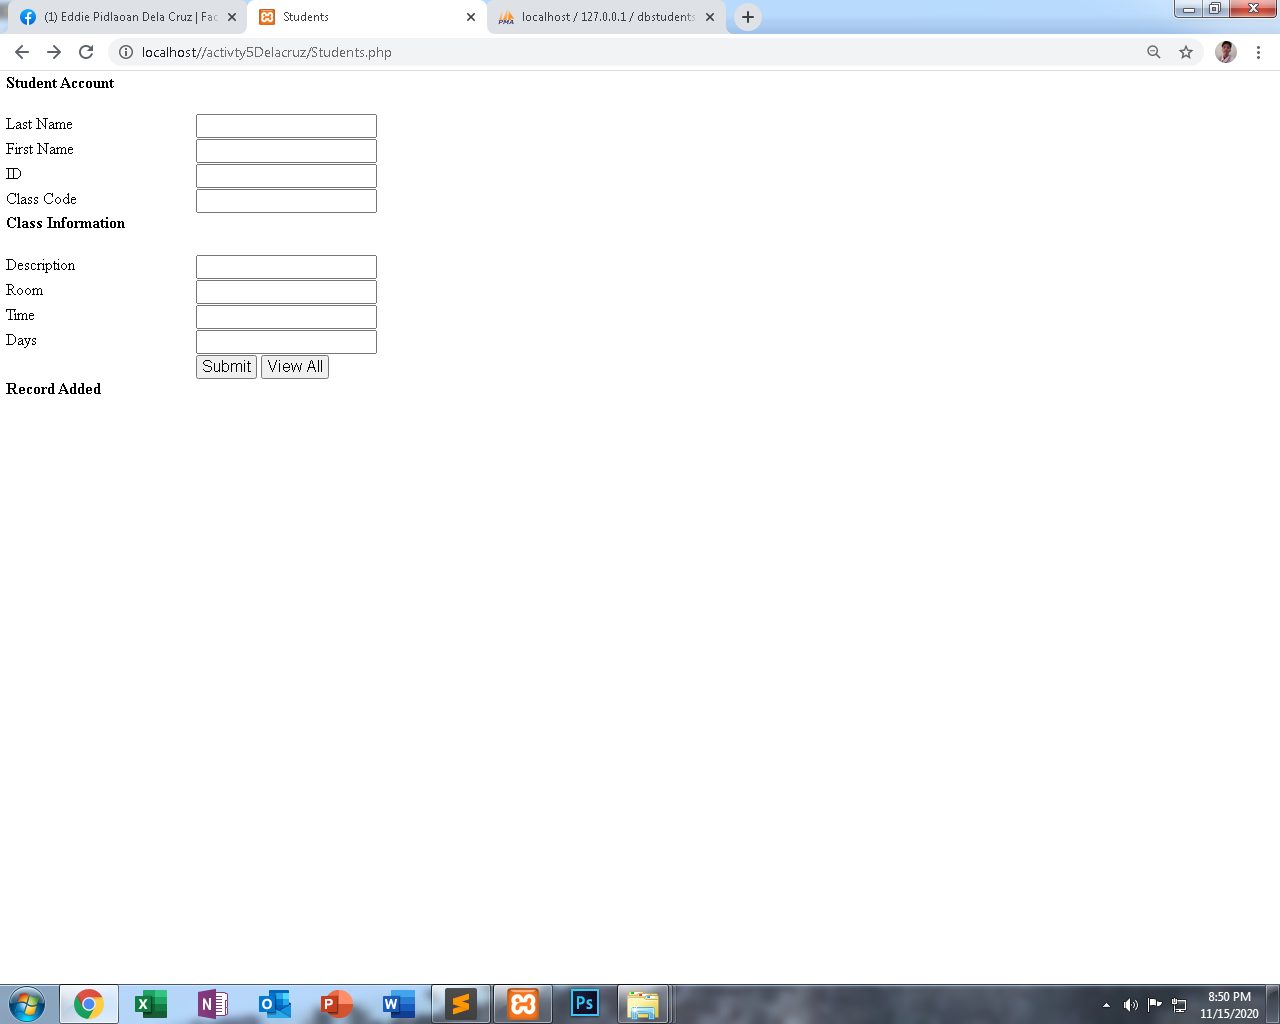 (1) Eddie Pidlaoan Dela Cruz | Fac
Students
localhost / 127.0.0.1 / dbstudents
localhost//activty5Delacruz/Students.php
Student Account
Last Name
First Name
ID
Class Code
Class Information
Description
Room
Time
Days
Submit View All
Record Added
8:50 PM
11/15/2020